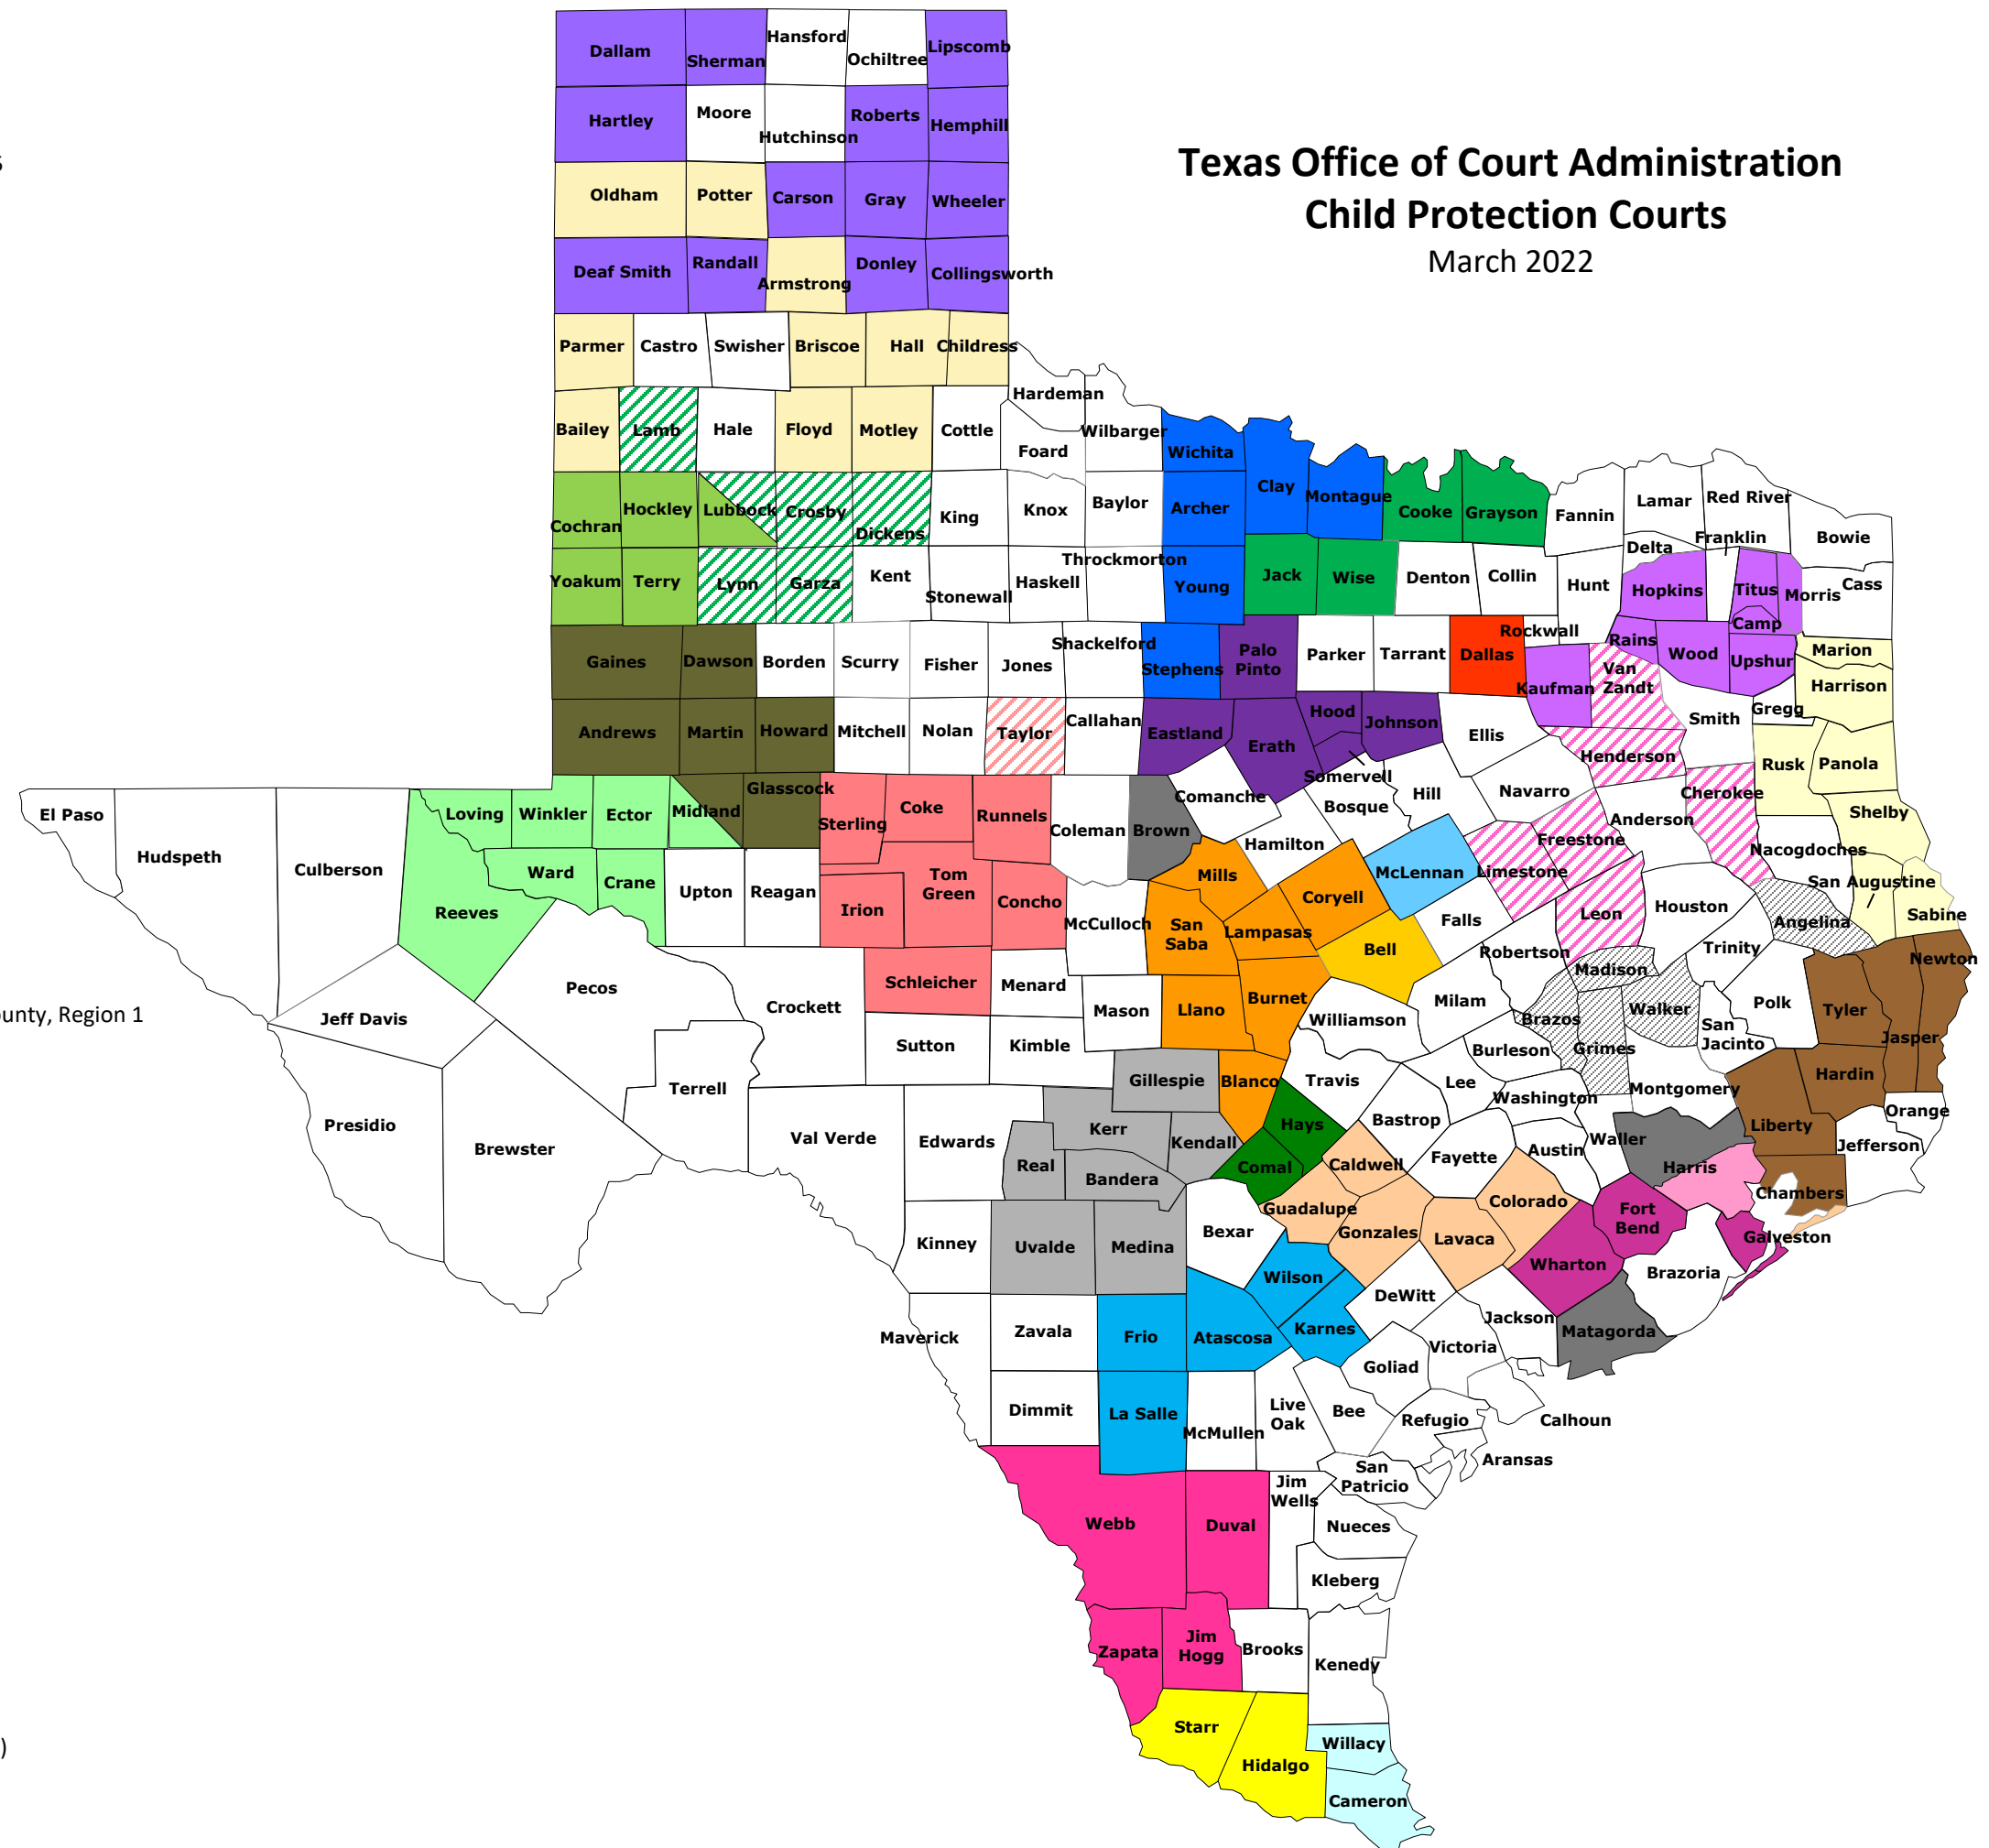 Texas Office of Court Administration
Child Protection Courts
March 2022
s
Dallam
Sherman
Hansford
Ochiltree
Lipscomb
Hartley
Moore
Hutchinson
Roberts
Hemphill
Oldham
Potter
Carson
Gray
Wheeler
Deaf Smith
Randall
Armstrong
Donley
Collingsworth
Parmer
Castro
Swisher
Briscoe
Hall
Childress
Hardeman
Bailey
Lamb
Hale
Floyd
Motley
Cottle
Foard
Wilbarger
Wichita
Clay
Montague
Cooke
Grayson
Fannin
Lamar
Red River
Bowie
Cochran
Hockley
Lubbock
Crosby
Dickens
King
Knox
Baylor
Archer
Delta
Franklin
Yoakum
Terry
Lynn
Garza
Kent
Stonewall
Haskell
Throckmorton
Young
Jack
Wise
Denton
Collin
Hunt
Hopkins
Titus
Morris
Cass
Camp
Gaines
Dawson
Borden
Scurry
Fisher
Jones
Shackelford
Stephens
Palo
Pinto
Parker
Tarrant
Dallas
Rockwall
Kaufman
Rains
Van
Zandt
Wood
Upshur
Marion
Harrison
Andrews
Martin
Howard
Mitchell
Nolan
Taylor
Callahan
Eastland
Erath
Hood
Johnson
Somervell
Ellis
Henderson
Smith
Gregg
Rusk
Panola
El Paso
Hudspeth
Culberson
Loving
Winkler
Ector
Midland
Glasscock
Sterling
Coke
Runnels
Coleman
Brown
Comanche
Bosque
Hill
Navarro
Anderson
Cherokee
Shelby
Nacogdoches
Reeves
Ward
Crane
Upton
Reagan
Irion
Tom
Green
Concho
McCulloch
Mills
Hamilton
Coryell
McLennan
Limestone
Freestone
San Augustine
Sabine
San
Saba
Lampasas
Bell
Falls
Leon
Houston
Angelina
Trinity
Robertson
Madison
Newton
Jeff Davis
Pecos
Crockett
Schleicher
Menard
Mason
Llano
Burnet
Williamson
Milam
Brazos
Walker
San
Jacinto
Polk
Tyler
Jasper
ounty, Region 1
Presidio
Brewster
Terrell
Sutton
Kimble
Gillespie
Blanco
Travis
Burleson
Grimes
Lee
Washington
Montgomery
Hardin
Orange
Val Verde
Edwards
Kerr
Real
Bandera
Kendall
Hays
Comal
Bastrop
Caldwell
Fayette
Austin
Waller
Harris
Liberty
Jefferson
Chambers
Kinney
Uvalde
Medina
Bexar
Guadalupe
Gonzales
Lavaca
Colorado
Fort
Bend
Galveston
Brazoria
Wharton
Maverick
Zavala
Frio
Atascosa
Wilson
Karnes
DeWitt
Jackson
Matagorda
Victoria
Goliad
Dimmit
La Salle
McMullen
Live
Oak
Bee
Refugio
Calhoun
Aransas
San
Patricio
Webb
Duval
Jim
Wells
Nueces
Kleberg
Zapata
Jim
Hogg
Brooks
Kenedy
Starr
Hidalgo
Willacy
Cameron
)